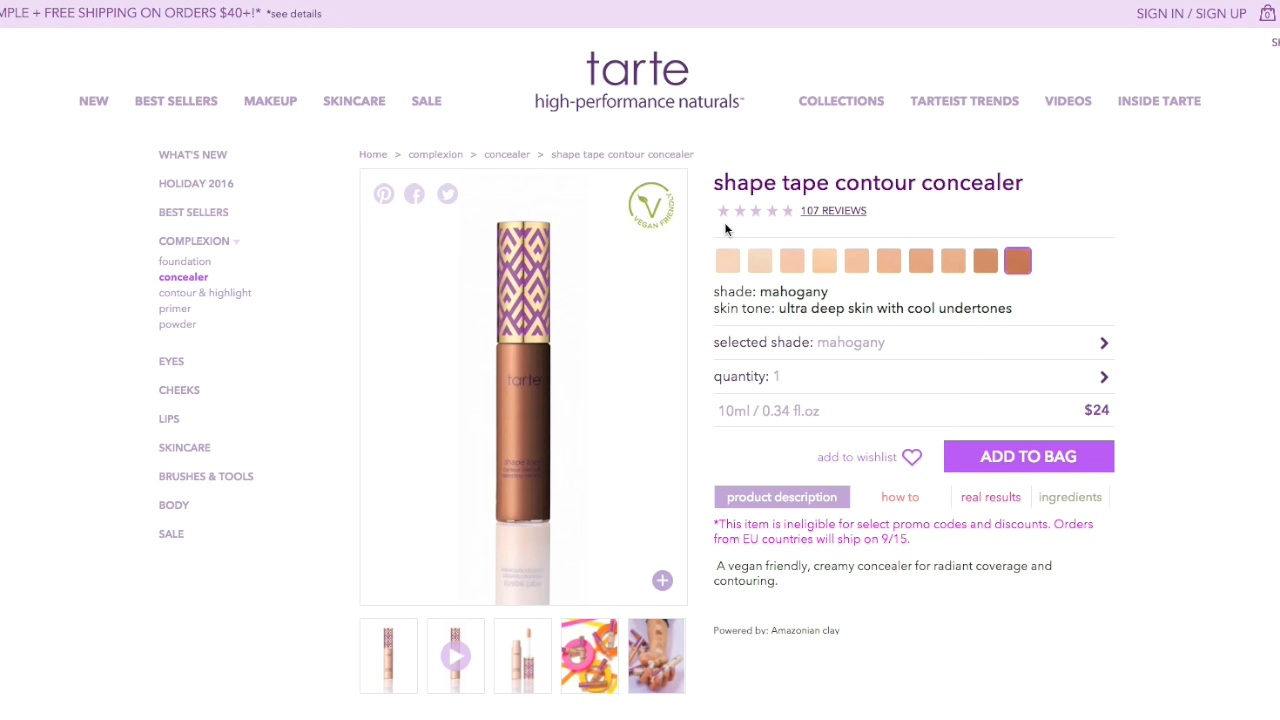 MPLE + FREE SHIPPING ON ORDERS $40+!* *see details
SIGN IN / SIGN UP
0
tarte
high-performance naturals™
NEW BEST SELLERS MAKEUP SKINCARE SALE
COLLECTIONS TARTEIST TRENDS VIDEOS INSIDE TARTE
WHAT'S NEW
HOLIDAY 2016
BEST SELLERS
COMPLEXION
foundation
concealer
contour & highlight
primer
powder
EYES
CHEEKS
LIPS
SKINCARE
BRUSHES & TOOLS
BODY
SALE
Home > complexion > concealer > shape tape contour concealer
VEGAN FRIENDLY
tarte
shape tape contour concealer
107 REVIEWS
shade: mahogany
skin tone: ultra deep skin with cool undertones
selected shade: mahogany
quantity: 1
10ml / 0.34 fl.oz $24
add to wishlist
ADD TO BAG
product description how to real results ingredients
*This item is ineligible for select promo codes and discounts. Orders
from EU countries will ship on 9/15.
A vegan friendly, creamy concealer for radiant coverage and
contouring.
Powered by: Amazonian clay